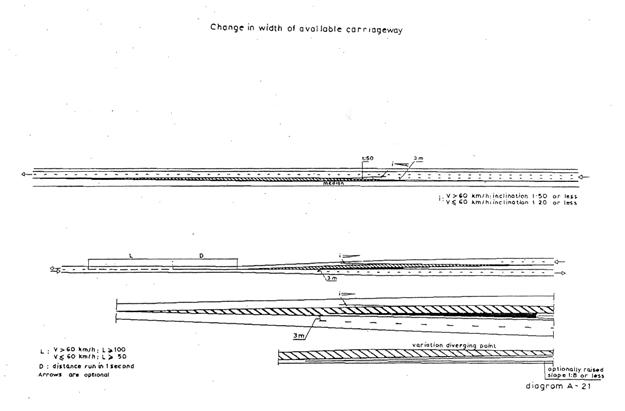 Change in width of available carriageway
1:50
i
3m
median
i: V > 60 km/h: inclination 1:50 or less
V ≤ 60 km/h: inclination 1:20 or less
L
D
i
3m
i
3m
L: V > 60 km/h; L ≥ 100
V ≤ 60 km/h; L ≥ 50
D: distance run in 1 second
Arrows are optional
variation diverging point
optionally raised
slope 1:8 or less
diagram A-21